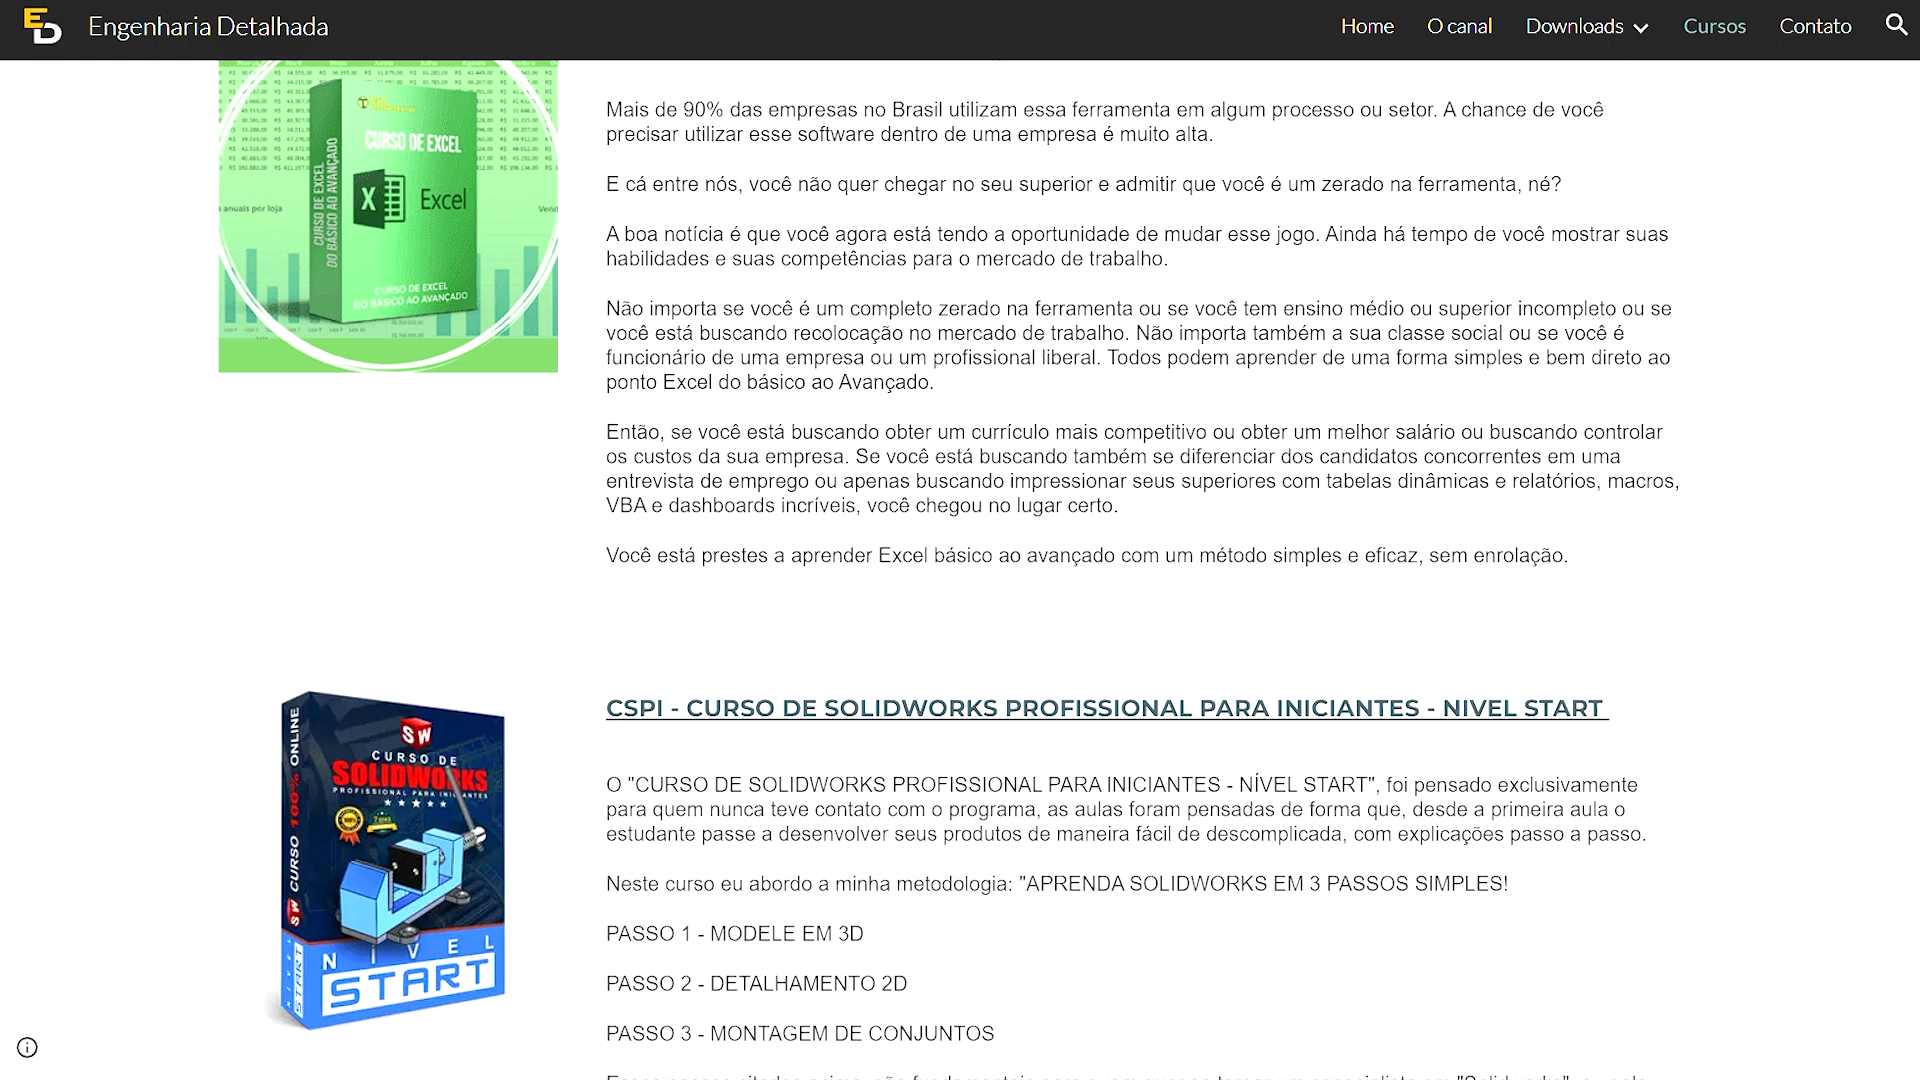 ED Engenharia Detalhada
Home O canal Downloads Cursos Contato
CURSO DE EXCEL
Excel
CURSO DE EXCEL
DO BÁSICO AO AVANÇADO
CURSO DE EXCEL
DO BÁSICO AO AVANÇADO
s anuais por loja
Vend
Mais de 90% das empresas no Brasil utilizam essa ferramenta em algum processo ou setor. A chance de você
precisar utilizar esse software dentro de uma empresa é muito alta.
E cá entre nós, você não quer chegar no seu superior e admitir que você é um zerado na ferramenta, né?
A boa notícia é que você agora está tendo a oportunidade de mudar esse jogo. Ainda há tempo de você mostrar suas
habilidades e suas competências para o mercado de trabalho.
Não importa se você é um completo zerado na ferramenta ou se você tem ensino médio ou superior incompleto ou se
você está buscando recolocação no mercado de trabalho. Não importa também a sua classe social ou se você é
funcionário de uma empresa ou um profissional liberal. Todos podem aprender de uma forma simples e bem direto ao
ponto Excel do básico ao Avançado.
Então, se você está buscando obter um currículo mais competitivo ou obter um melhor salário ou buscando controlar
os custos da sua empresa. Se você está buscando também se diferenciar dos candidatos concorrentes em uma
entrevista de emprego ou apenas buscando impressionar seus superiores com tabelas dinâmicas e relatórios, macros,
VBA e dashboards incríveis, você chegou no lugar certo.
Você está prestes a aprender Excel básico ao avançado com um método simples e eficaz, sem enrolação.
SW
CURSO DE
SOLIDWORKS
PROFISSIONAL PARA INICIANTES
SW CURSO 100% ONLINE
NÍVEL
START
NÍVEL
START
CSPI - CURSO DE SOLIDWORKS PROFISSIONAL PARA INICIANTES - NIVEL START
O "CURSO DE SOLIDWORKS PROFISSIONAL PARA INICIANTES - NÍVEL START", foi pensado exclusivamente
para quem nunca teve contato com o programa, as aulas foram pensadas de forma que, desde a primeira aula o
estudante passe a desenvolver seus produtos de maneira fácil de descomplicada, com explicações passo a passo.
Neste curso eu abordo a minha metodologia: "APRENDA SOLIDWORKS EM 3 PASSOS SIMPLES!
PASSO 1 - MODELE EM 3D
PASSO 2 - DETALHAMENTO 2D
PASSO 3 - MONTAGEM DE CONJUNTOS